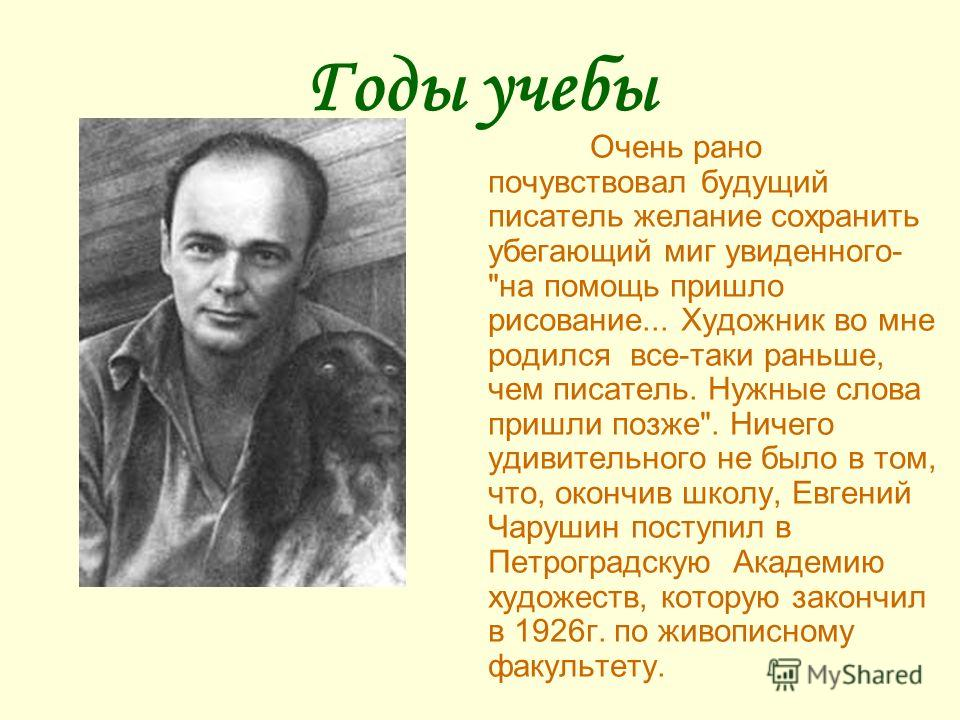 Годы учебы
Очень рано
почувствовал будущий
писатель желание сохранить
убегающий миг увиденного-
"на помощь пришло
рисование... Художник во мне
родился все-таки раньше,
чем писатель. Нужные слова
пришли позже". Ничего
удивительного не было в том,
что, окончив школу, Евгений
Чарушин поступил в
Петроградскую Академию
художеств, которую закончил
в 1926г. по живописному
факультету.
MyShared